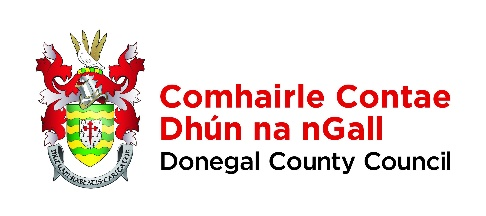 Comhairle Contae
Dhún na nGall
Donegal County Council